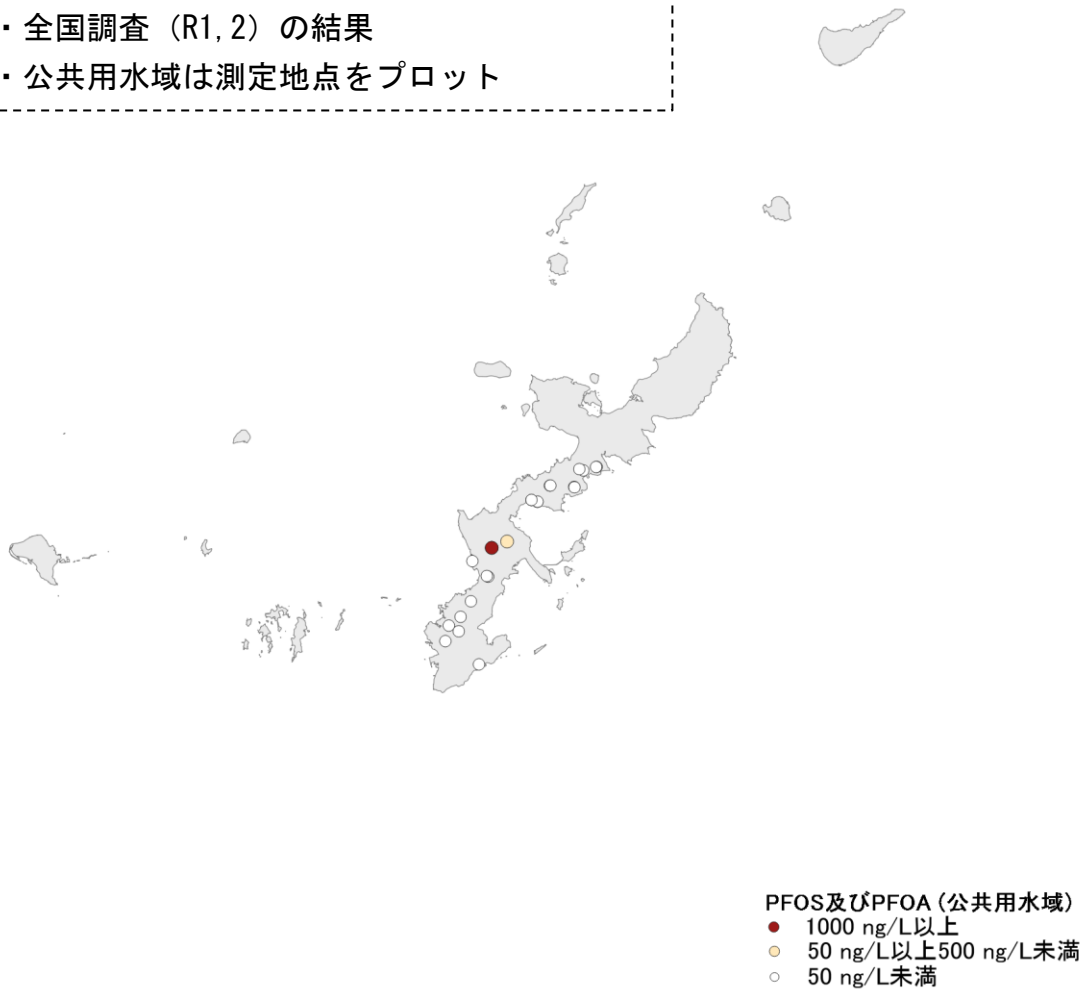 ・全国調査（R1,2）の結果
・公共用水域は測定地点をプロット
PFOS及びPFOA（公共用水域）
1000 ng/L以上
50 ng/L以上500 ng/L未満
50 ng/L未満